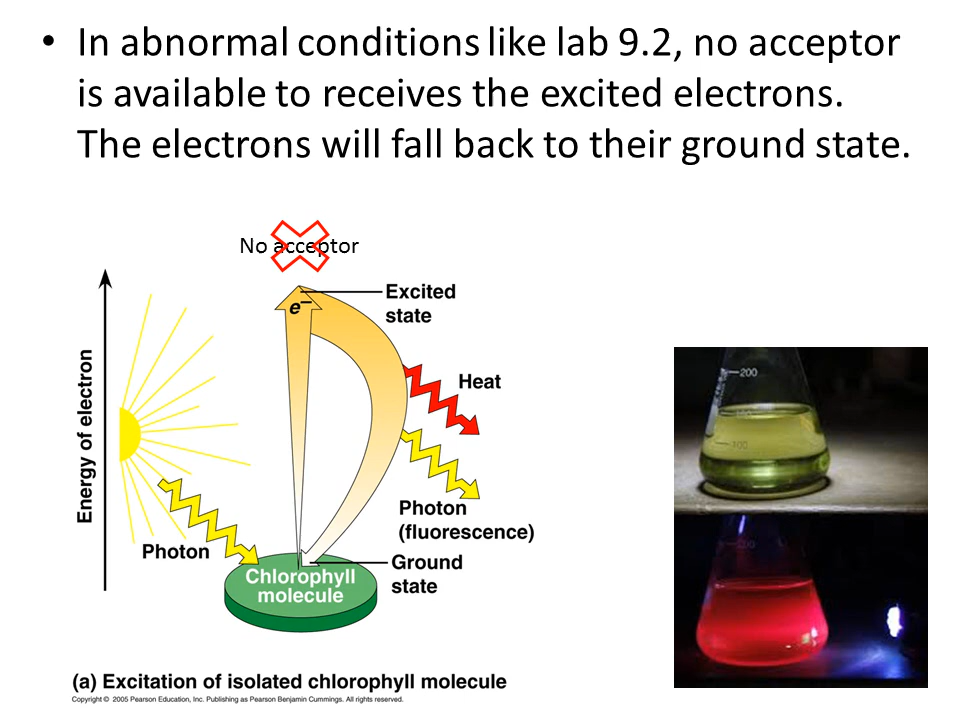 • In abnormal conditions like lab 9.2, no acceptor
is available to receives the excited electrons.
The electrons will fall back to their ground state.
No acceptor
Excited
state
e–
Energy of electron
Heat
Photon
(fluorescence)
Photon
Ground
state
Chlorophyll
molecule
(a) Excitation of isolated chlorophyll molecule
Copyright © 2005 Pearson Education, Inc. Publishing as Pearson Benjamin Cummings. All rights reserved.
200
100